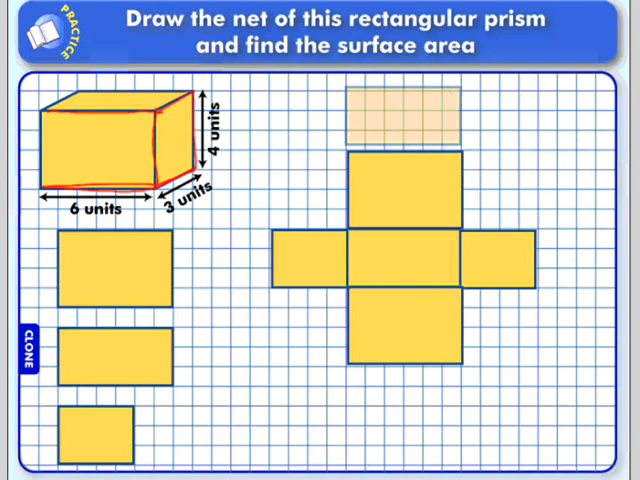 PRACTICE
Draw the net of this rectangular prism
and find the surface area
4 units
3 units
6 units
CLONE